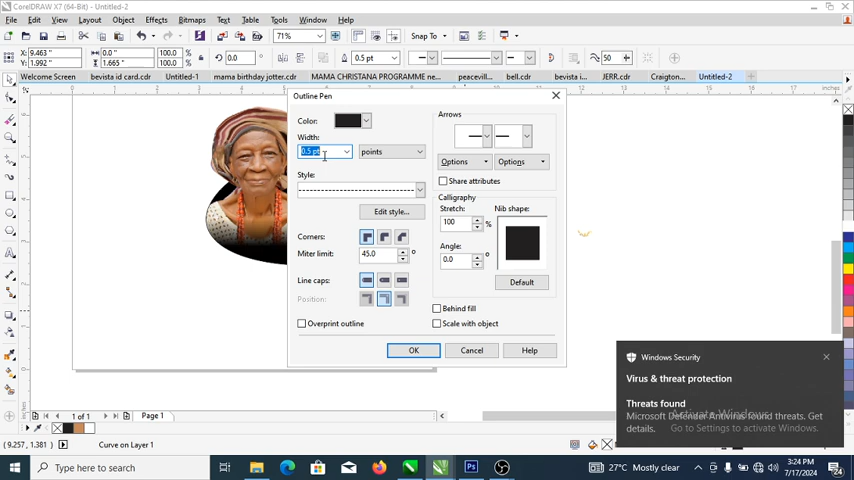 CorelDRAW X7 (64-Bit) - Untitled-2
File Edit View Layout Object Effects Bitmaps Text Table Tools Window Help
71% Snap To
X: 9.463 " 0.0 " 100.0 % 0.0 0.5 pt 50
Y: 1.992 " 1.665 " 100.0 %
Welcome Screen bevista id card.cdr Untitled-1 mama birthday jotter.cdr MAMA CHRISTANA PROGRAMME ne... peacevill... bell.cdr bevista i... JERR.cdr Craigton... Untitled-2
Outline Pen
Color:
Width:
0.5 pt points
Style:
Edit style...
Corners:
Miter limit: 45.0 °
Line caps:
Position:
Overprint outline
Arrows
Options Options
Share attributes
Calligraphy
Stretch: Nib shape:
100 %
Angle:
0.0 °
Default
Behind fill
Scale with object
OK Cancel Help
Windows Security
Virus & threat protection
Threats found
Microsoft Defender Antivirus found threats. Get
details.
Activate Windows
Go to Settings to activate Windows.
1 of 1 Page 1
(9.257, 1.381) Curve on Layer 1
Type here to search
27°C Mostly clear
3:24 PM
7/17/2024
24